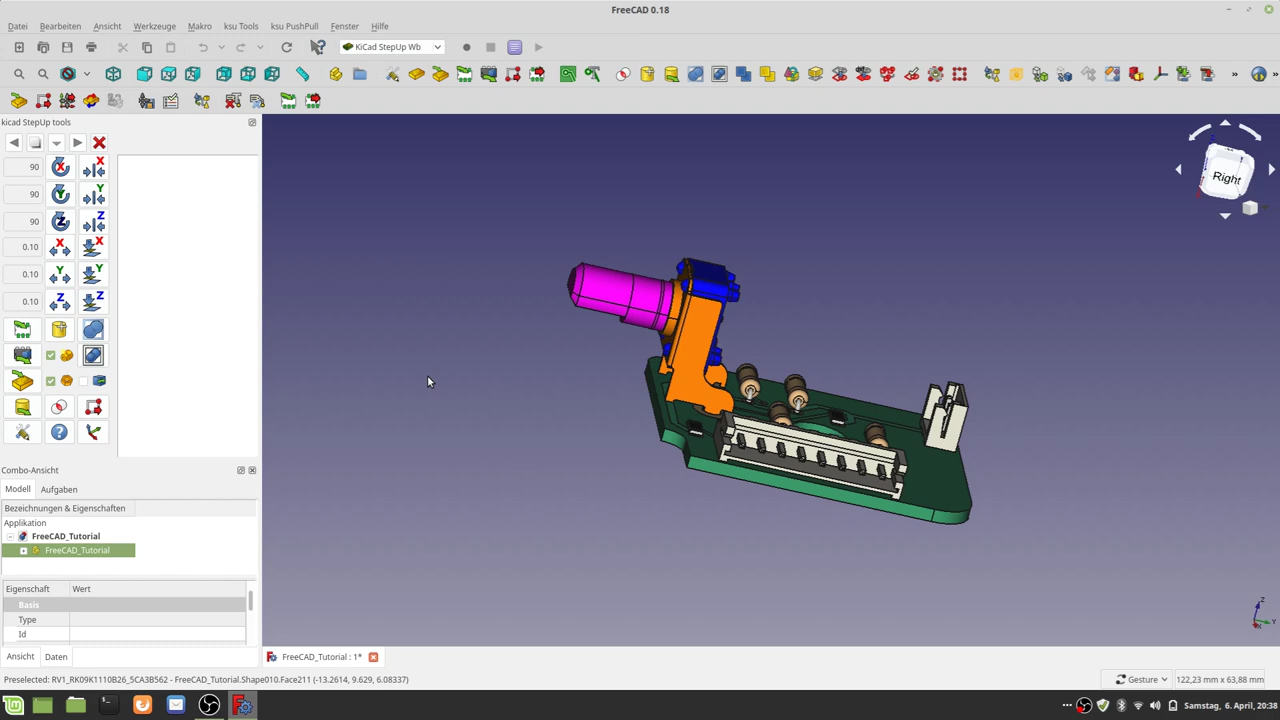 FreeCAD 0.18
Datei Bearbeiten Ansicht Werkzeuge Makro ksu Tools ksu PushPull Fenster Hilfe
KiCad StepUp Wb
kicad StepUp tools
90
90
90
0.10
0.10
0.10
Combo-Ansicht
Modell Aufgaben
Bezeichnungen & Eigenschaften
Applikation
FreeCAD_Tutorial
FreeCAD_Tutorial
Eigenschaft Wert
Basis
Type
Id
Ansicht Daten
Right
Z
Y
FreeCAD_Tutorial : 1*
Preselected: RV1_RK09K1110B26_5CA3B562 - FreeCAD_Tutorial.Shape010.Face211 (-13.2614, 9.629, 6.08337)
Gesture 122,23 mm x 63,88 mm
Samstag, 6. April, 20:38